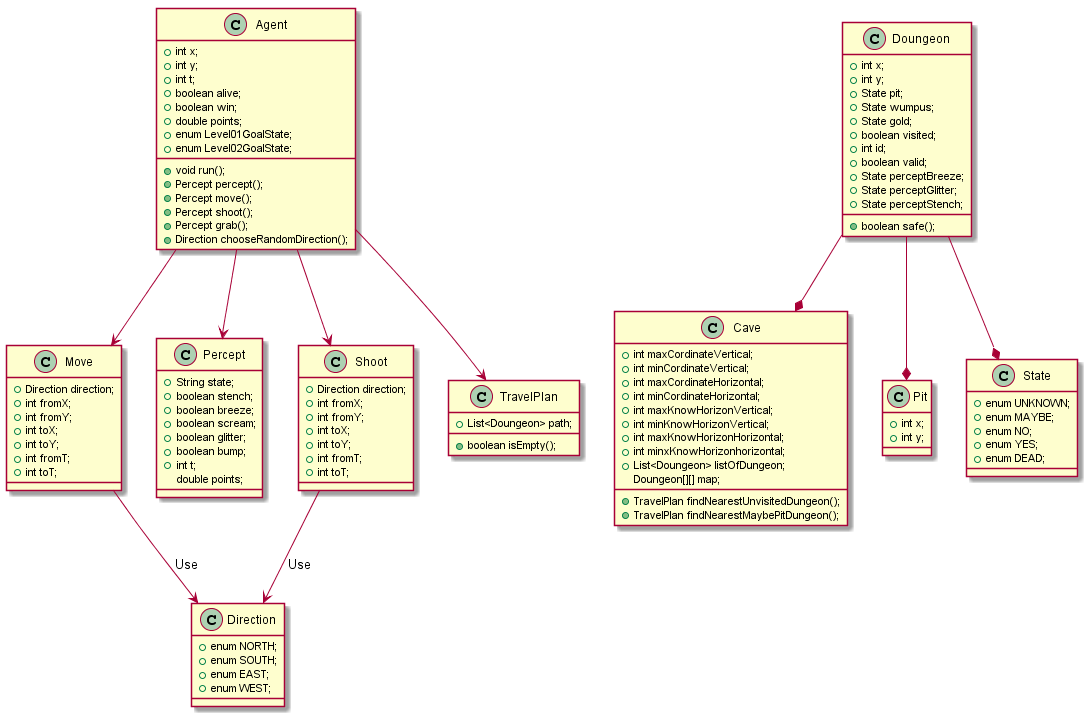 C Agent
int x;
int y;
int t;
boolean alive;
boolean win;
double points;
enum Level01GoalState;
enum Level02GoalState;
void run();
Percept percept();
Percept move();
Percept shoot();
Percept grab();
Direction chooseRandomDirection();
C Doungeon
int x;
int y;
State pit;
State wumpus;
State gold;
boolean visited;
int id;
boolean valid;
State perceptBreeze;
State perceptGlitter;
State perceptStench;
boolean safe();
C Move
Direction direction;
int fromX;
int fromY;
int toX;
int toY;
int fromT;
int toT;
C Percept
String state;
boolean stench;
boolean breeze;
boolean scream;
boolean glitter;
boolean bump;
int t;
double points;
C Shoot
Direction direction;
int fromX;
int fromY;
int toX;
int toY;
int fromT;
int toT;
C TravelPlan
List<Doungeon> path;
boolean isEmpty();
C Cave
int maxCordinateVertical;
int minCordinateVertical;
int maxCordinateHorizontal;
int minCordinateHorizontal;
int maxKnowHorizonVertical;
int minKnowHorizonVertical;
int maxKnowHorizonHorizontal;
int minxKnowHorizonhorizontal;
List<Doungeon> listOfDungeon;
Doungeon[][] map;
TravelPlan findNearestUnvisitedDungeon();
TravelPlan findNearestMaybePitDungeon();
C Pit
int x;
int y;
C State
enum UNKNOWN;
enum MAYBE;
enum NO;
enum YES;
enum DEAD;
Use
Use
C Direction
enum NORTH;
enum SOUTH;
enum EAST;
enum WEST;